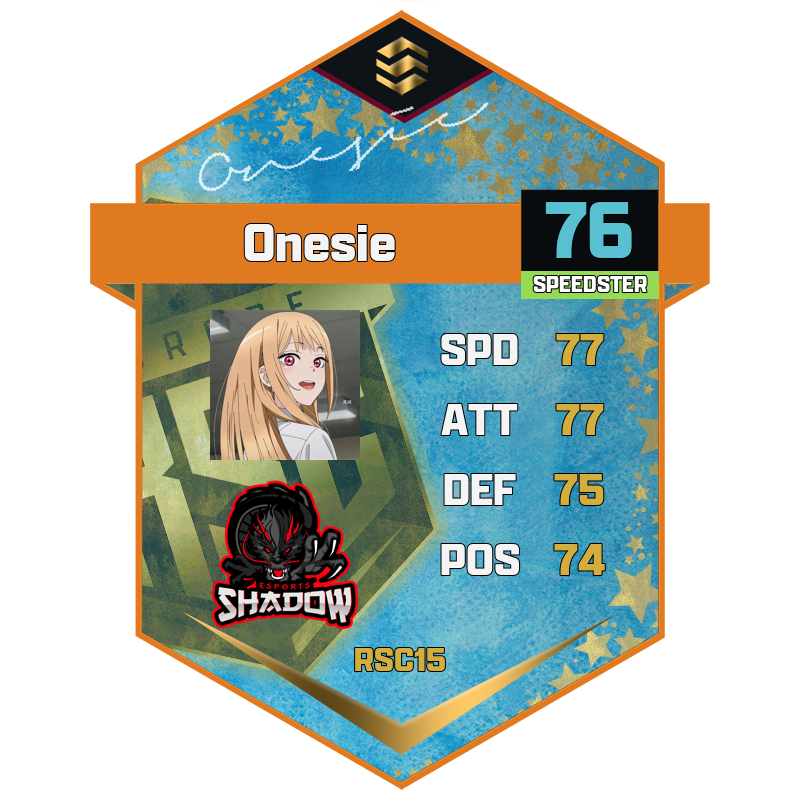 Onesie
Onesie
76
SPEEDSTER
SPD 77
ATT 77
DEF 75
POS 74
ESPORTS
SHADOW
RSC15